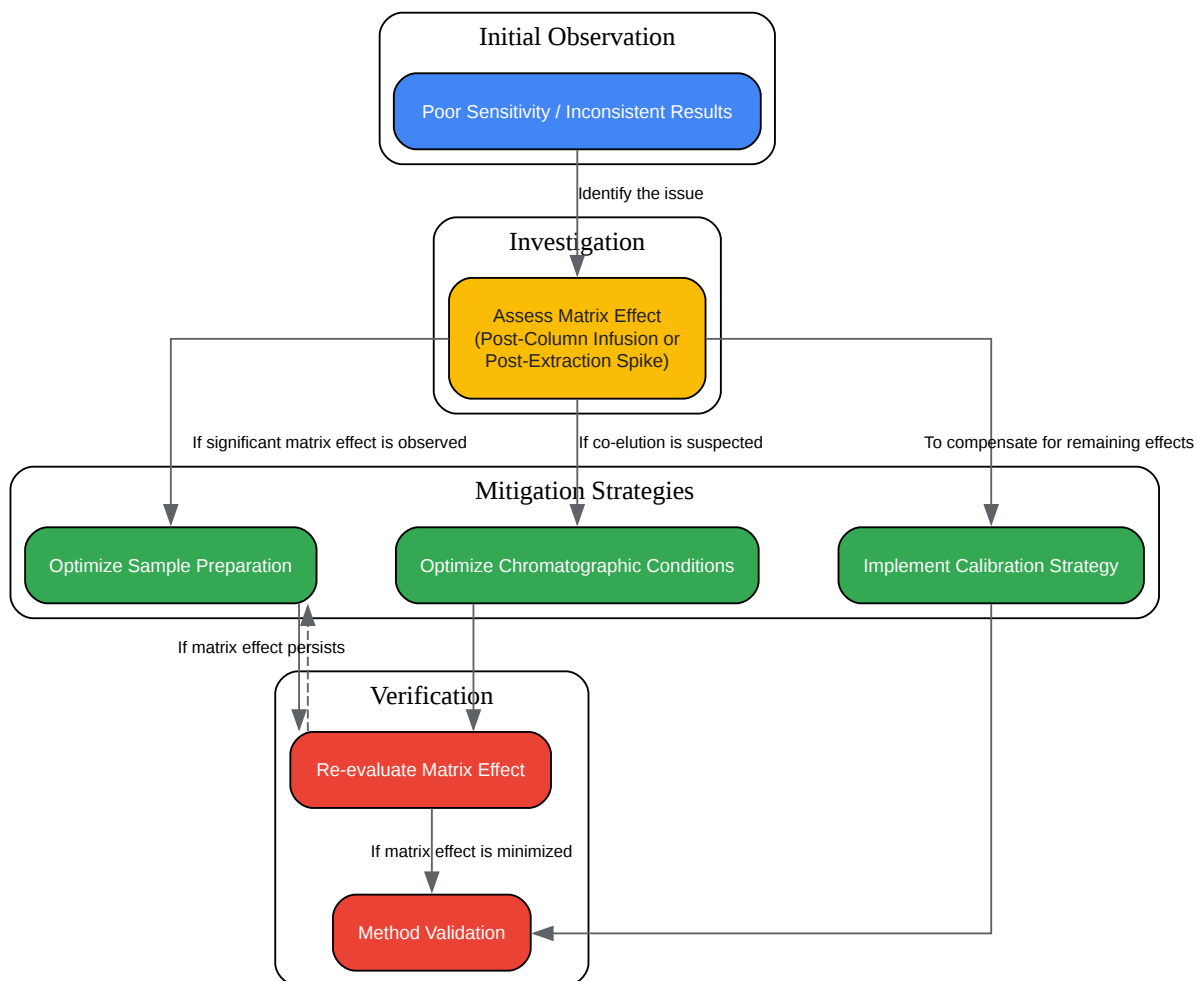 Initial Observation
Poor Sensitivity / Inconsistent Results
Identify the issue
Investigation
Assess Matrix Effect
(Post-Column Infusion or
Post-Extraction Spike)
If significant matrix effect is observed
If co-elution is suspected
To compensate for remaining effects
Mitigation Strategies
Optimize Sample Preparation
Optimize Chromatographic Conditions
Implement Calibration Strategy
If matrix effect persists
Verification
Re-evaluate Matrix Effect
If matrix effect is minimized
Method Validation